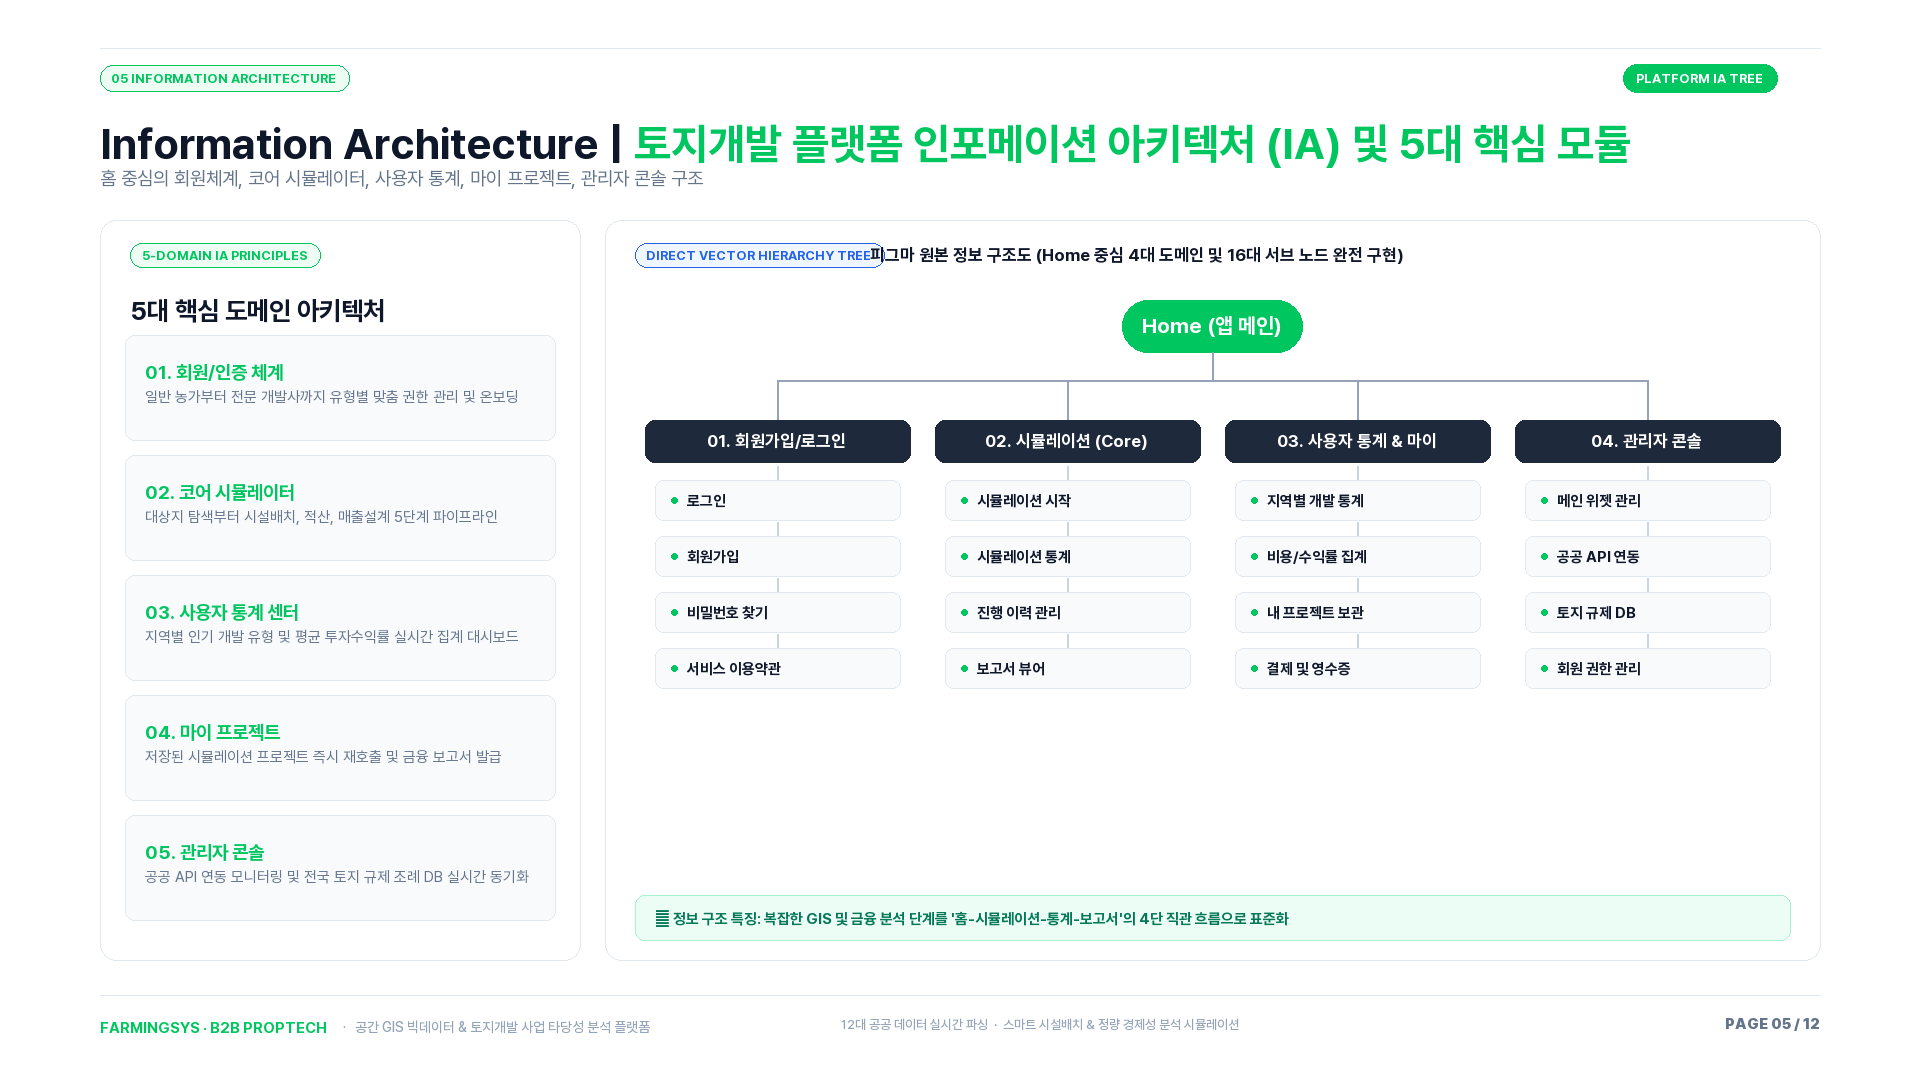 05 INFORMATION ARCHITECTURE
PLATFORM IA TREE
Information Architecture | 토지개발 플랫폼 인포메이션 아키텍처 (IA) 및 5대 핵심 모듈
홈 중심의 회원체계, 코어 시뮬레이터, 사용자 통계, 마이 프로젝트, 관리자 콘솔 구조
5-DOMAIN IA PRINCIPLES
5대 핵심 도메인 아키텍처
01. 회원/인증 체계
일반 농가부터 전문 개발사까지 유형별 맞춤 권한 관리 및 온보딩
02. 코어 시뮬레이터
대상지 탐색부터 시설배치, 적산, 매출설계 5단계 파이프라인
03. 사용자 통계 센터
지역별 인기 개발 유형 및 평균 투자수익률 실시간 집계 대시보드
04. 마이 프로젝트
저장된 시뮬레이션 프로젝트 즉시 재호출 및 금융 보고서 발급
05. 관리자 콘솔
공공 API 연동 모니터링 및 전국 토지 규제 조례 DB 실시간 동기화
DIRECT VECTOR HIERARCHY TREE
피그마 원본 정보 구조도 (Home 중심 4대 도메인 및 16대 서브 노드 완전 구현)
Home (앱 메인)
01. 회원가입/로그인
로그인
회원가입
비밀번호 찾기
서비스 이용약관
02. 시뮬레이션 (Core)
시뮬레이션 시작
시뮬레이션 통계
진행 이력 관리
보고서 뷰어
03. 사용자 통계 & 마이
지역별 개발 통계
비용/수익률 집계
내 프로젝트 보관
결제 및 영수증
04. 관리자 콘솔
메인 위젯 관리
공공 API 연동
토지 규제 DB
회원 권한 관리
정보 구조 특징: 복잡한 GIS 및 금융 분석 단계를 '홈-시뮬레이션-통계-보고서'의 4단 직관 흐름으로 표준화
FARMINGSYS · B2B PROPTECH · 공간 GIS 빅데이터 & 토지개발 사업 타당성 분석 플랫폼
12대 공공 데이터 실시간 파싱 · 스마트 시설배치 & 정량 경제성 분석 시뮬레이션
PAGE 05 / 12